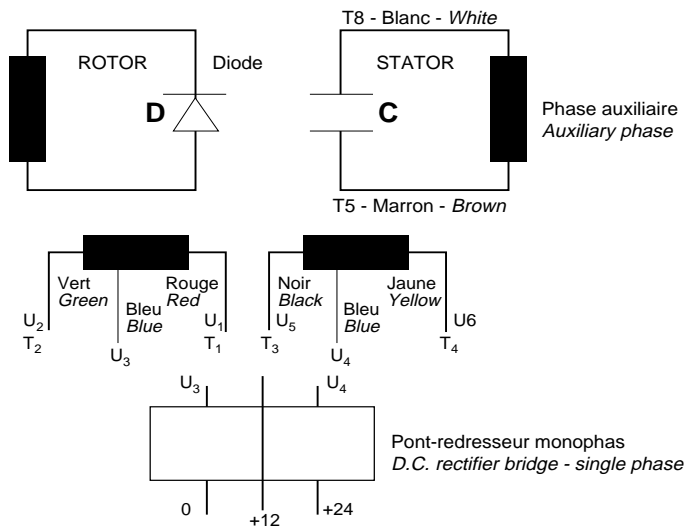 T8 - Blanc - White
ROTOR
Diode
STATOR
D
C
Phase auxiliaire
Auxiliary phase
T5 - Marron - Brown
Vert
Green
Rouge
Red
Noir
Black
Jaune
Yellow
Bleu
Blue
Bleu
Blue
U2
T2
U3
U1
T1
U5
T3
U4
U6
T4
U3
U4
Pont-redresseur monophas
D.C. rectifier bridge - single phase
0
+12
+24